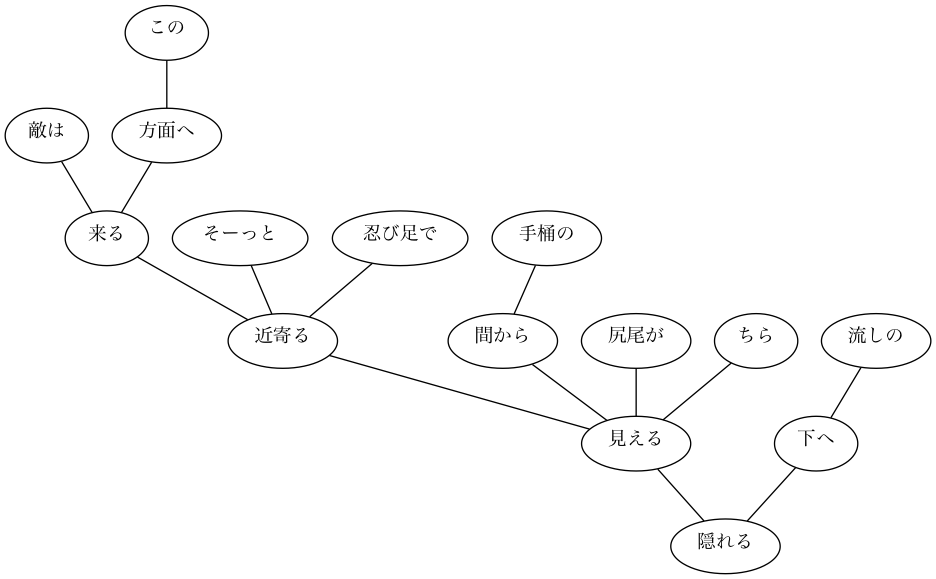 この
敵は
方面へ
来る
そーっと
忍び足で
手桶の
近寄る
間から
尻尾が
ちら
流しの
見える
下へ
隠れる